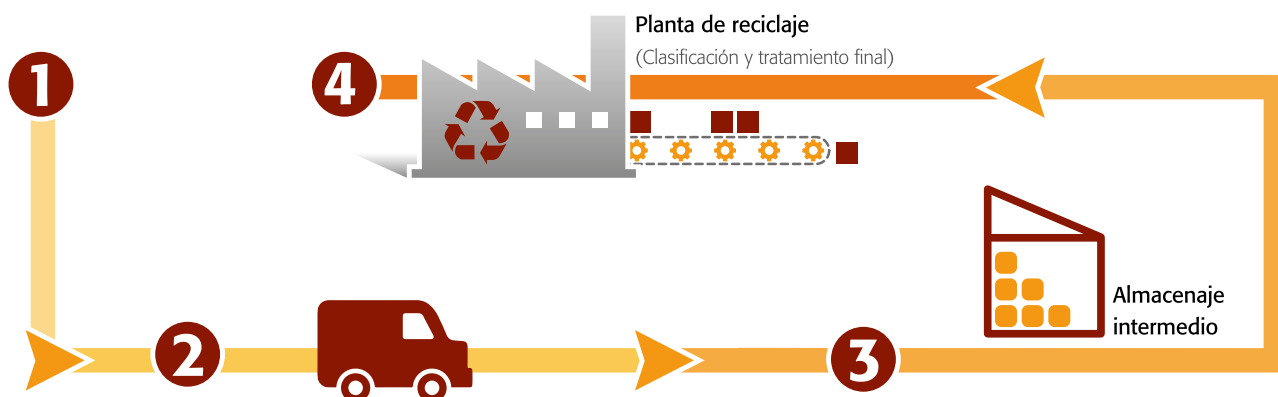 1
4
Planta de reciclaje
(Clasificación y tratamiento final)
Almacenaje
intermedio
2
3